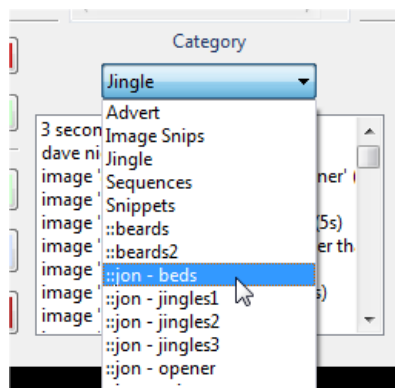 Category
Jingle
Advert
Image Snips
Jingle
Sequences
Snippets
::beards
::beards2
::jon - beds
::jon - jingles1
::jon - jingles2
::jon - jingles3
::jon - opener
3 secon
dave ni
image '
ner' (
image '
image '
(5s)
image '
er th
image '
image '
s)
image '